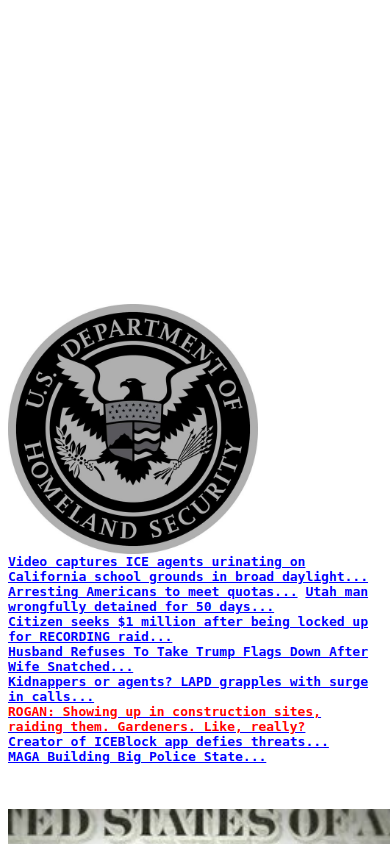 U.S. DEPARTMENT OF
HOMELAND SECURITY
Video captures ICE agents urinating on
California school grounds in broad daylight...
Arresting Americans to meet quotas... Utah man
wrongfully detained for 50 days...
Citizen seeks $1 million after being locked up
for RECORDING raid...
Husband Refuses To Take Trump Flags Down After
Wife Snatched...
Kidnappers or agents? LAPD grapples with surge
in calls...
ROGAN: Showing up in construction sites,
raiding them. Gardeners. Like, really?
Creator of ICEBlock app defies threats...
MAGA Building Big Police State...
TED STATES OF A